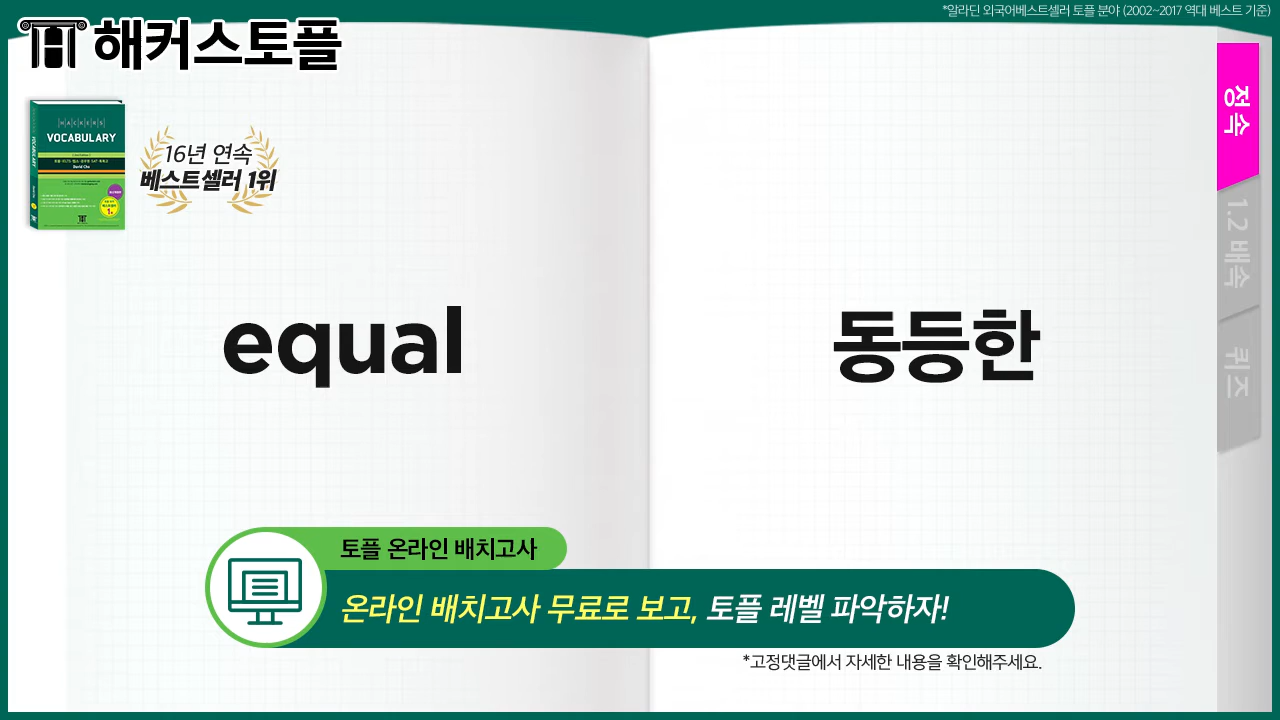 *알라딘 외국어베스트셀러 토플 분야 (2002~2017 역대 베스트 기준)
해커스토플
HACKERS
VOCABULARY
16년 연속
베스트셀러 1위
정속
1.2 배속
퀴즈
equal
동등한
토플 온라인 배치고사
온라인 배치고사 무료로 보고, 토플 레벨 파악하자!
*고정댓글에서 자세한 내용을 확인해주세요.